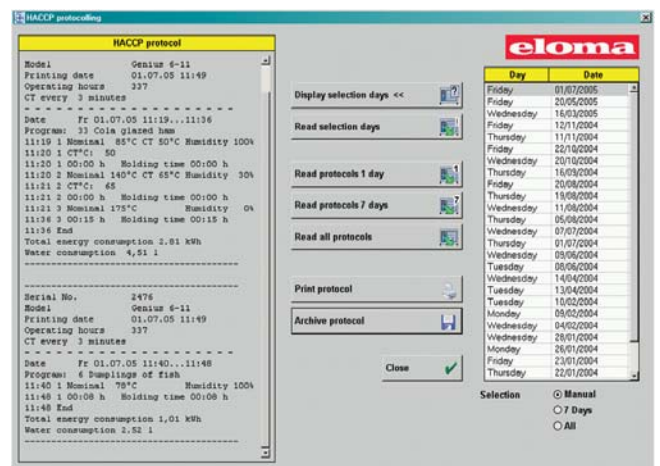 HACCP protocolling
HACCP protocol
Model Genius 6-11
Printing date 01.07.05 11:49
Operating hours 337
CT every 3 minutes
- - - - - - - - - - - - - - - - - - - -
Date Fr 01.07.05 11:19...11:36
Program: 33 Cola glazed ham
11:19 1 Nominal 85°C CT 50°C Humidity 100%
11:20 1 CT°C: 50
11:20 1 00:00 h Holding time 00:00 h
11:20 2 Nominal 140°C CT 65°C Humidity 30%
11:21 2 CT°C: 65
11:21 2 00:00 h Holding time 00:00 h
11:21 3 Nominal 175°C Humidity 0%
11:36 3 00:15 h Holding time 00:15 h
11:36 End
Total energy consumption 2,81 kWh
Water consumption 4,51 l
----------------------------------------
----------------------------------------
Serial No. 2476
Model Genius 6-11
Printing date 01.07.05 11:49
Operating hours 337
CT every 3 minutes
- - - - - - - - - - - - - - - - - - - -
Date Fr 01.07.05 11:40...11:48
Program: 6 Dumplings of fish
11:40 1 Nominal 78°C Humidity 100%
11:48 1 00:08 h Holding time 00:08 h
11:48 End
Total energy consumption 1,01 kWh
Water consumption 2,52 l
----------------------------------------
Display selection days <<
Read selection days
Read protocols 1 day
Read protocols 7 days
Read all protocols
Print protocol
Archive protocol
Close
eloma
Day Date
Friday 01/07/2005
Friday 20/05/2005
Wednesday 16/03/2005
Friday 12/11/2004
Thursday 11/11/2004
Friday 22/10/2004
Wednesday 20/10/2004
Thursday 16/09/2004
Friday 20/08/2004
Thursday 19/08/2004
Wednesday 11/08/2004
Thursday 05/08/2004
Wednesday 07/07/2004
Thursday 01/07/2004
Wednesday 09/06/2004
Tuesday 08/06/2004
Wednesday 14/04/2004
Tuesday 13/04/2004
Tuesday 10/02/2004
Monday 09/02/2004
Wednesday 04/02/2004
Wednesday 28/01/2004
Monday 26/01/2004
Friday 23/01/2004
Thursday 22/01/2004
Selection Manual
7 Days
All